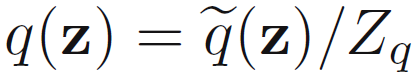 q(𝐳) = q̃(𝐳)/Z_q